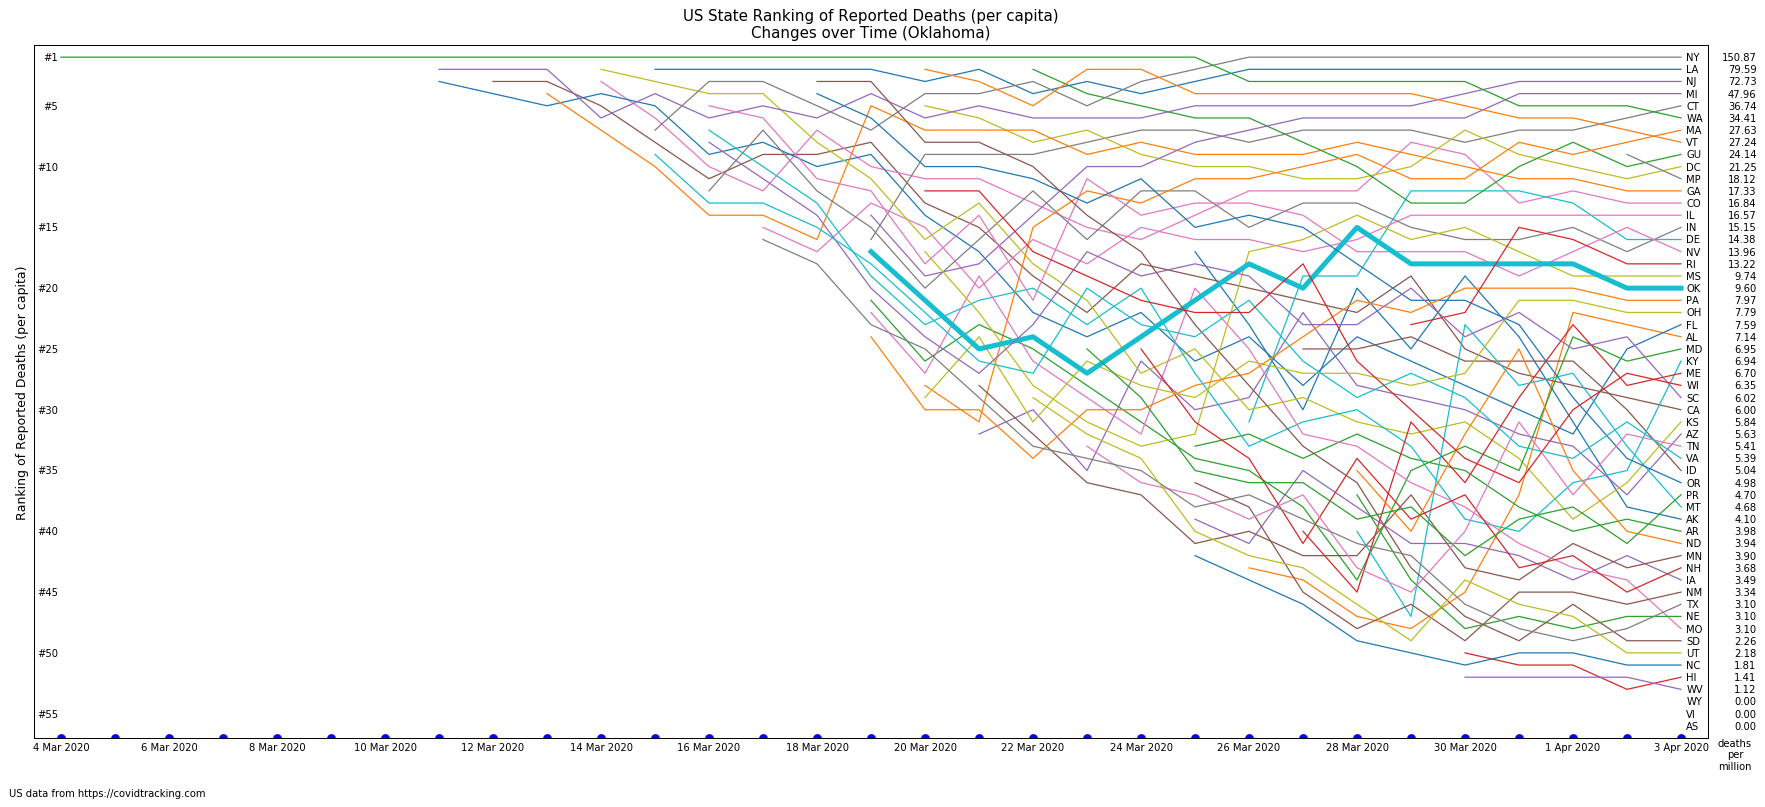 US State Ranking of Reported Deaths (per capita)
Changes over Time (Oklahoma)
Ranking of Reported Deaths (per capita)
#1
#5
#10
#15
#20
#25
#30
#35
#40
#45
#50
#55
NY 150.87
LA 79.59
NJ 72.73
MI 47.96
CT 36.74
WA 34.41
MA 27.63
VT 27.24
GU 24.14
DC 21.25
MP 18.12
GA 17.33
CO 16.84
IL 16.57
IN 15.15
DE 14.38
NV 13.96
RI 13.22
MS 9.74
OK 9.60
PA 7.97
OH 7.79
FL 7.59
AL 7.14
MD 6.95
KY 6.94
ME 6.70
WI 6.35
SC 6.02
CA 6.00
KS 5.84
AZ 5.63
TN 5.41
VA 5.39
ID 5.04
OR 4.98
PR 4.70
MT 4.68
AK 4.10
AR 3.98
ND 3.94
MN 3.90
NH 3.68
IA 3.49
NM 3.34
TX 3.10
NE 3.10
MO 3.10
SD 2.26
UT 2.18
NC 1.81
HI 1.41
WV 1.12
WY 0.00
VI 0.00
AS 0.00
4 Mar 2020 6 Mar 2020 8 Mar 2020 10 Mar 2020 12 Mar 2020 14 Mar 2020 16 Mar 2020 18 Mar 2020 20 Mar 2020 22 Mar 2020 24 Mar 2020 26 Mar 2020 28 Mar 2020 30 Mar 2020 1 Apr 2020 3 Apr 2020
deaths
per
million
US data from https://covidtracking.com